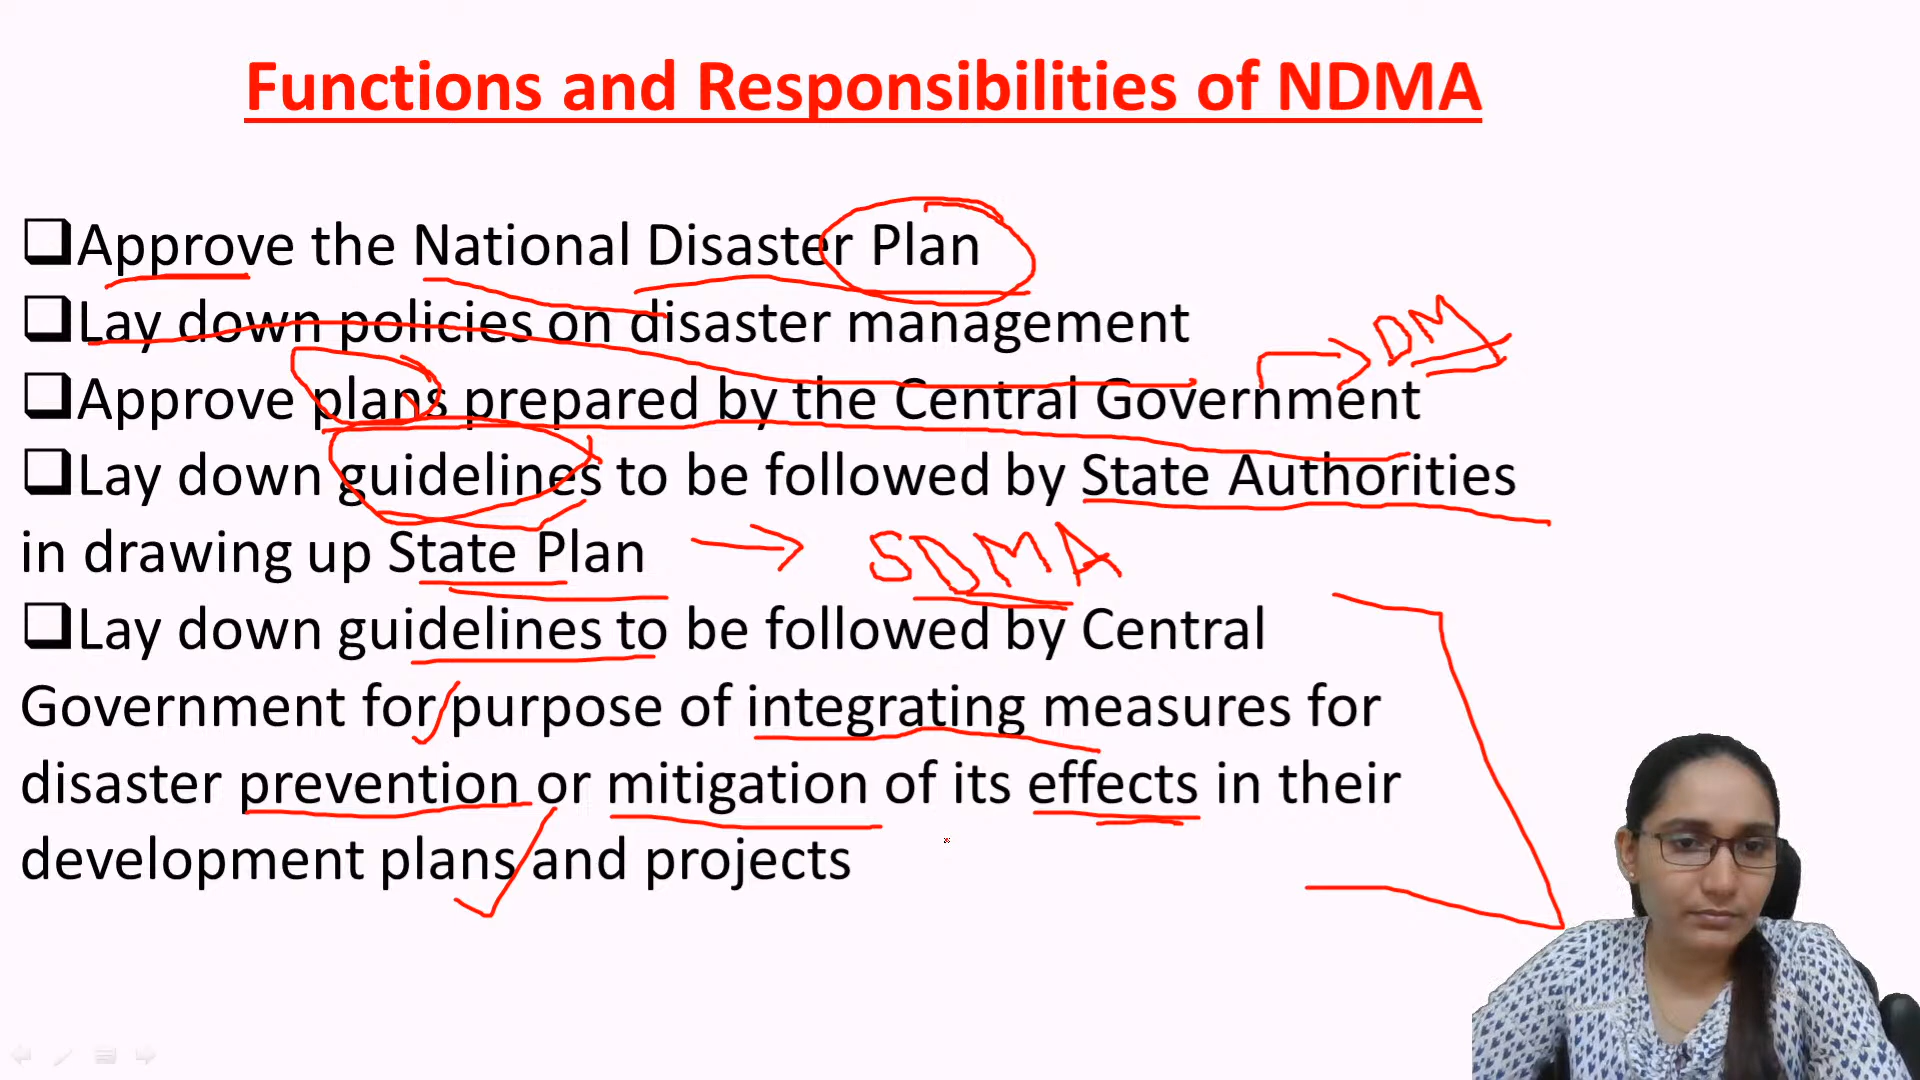 Functions and Responsibilities of NDMA
Approve the National Disaster Plan
Lay down policies on disaster management
DM
Approve plans prepared by the Central Government
Lay down guidelines to be followed by State Authorities
in drawing up State Plan → SDMA
Lay down guidelines to be followed by Central
Government for purpose of integrating measures for
disaster prevention or mitigation of its effects in their
development plans and projects